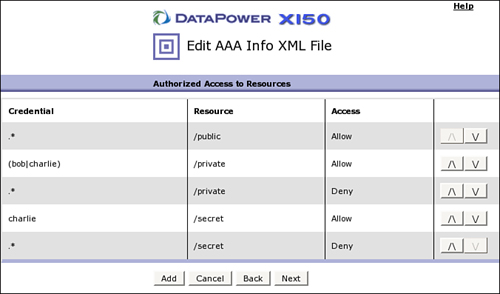 Help
DATAPOWER XI50
Edit AAA Info XML File
Authorized Access to Resources
Credential Resource Access
.* /public Allow /\ \/
(bob|charlie) /private Allow /\ \/
.* /private Deny /\ \/
charlie /secret Allow /\ \/
.* /secret Deny /\ \/
Add Cancel Back Next